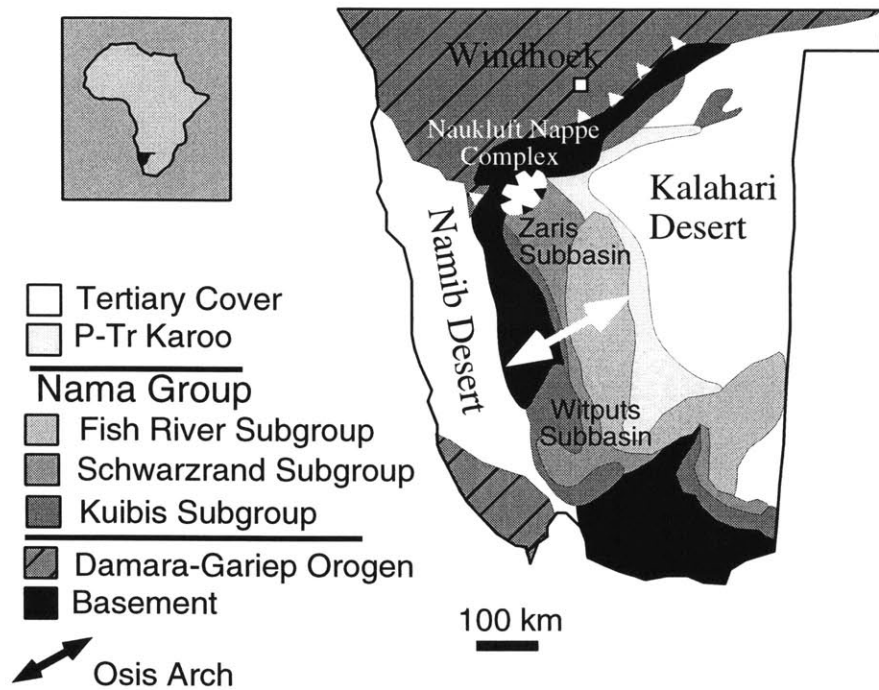 Windhoek
Naukluft Nappe
Complex
Kalahari
Desert
Zaris
Subbasin
Namib Desert
Witputs
Subbasin
Tertiary Cover
P-Tr Karoo
Nama Group
Fish River Subgroup
Schwarzrand Subgroup
Kuibis Subgroup
Damara-Gariep Orogen
Basement
Osis Arch
100 km